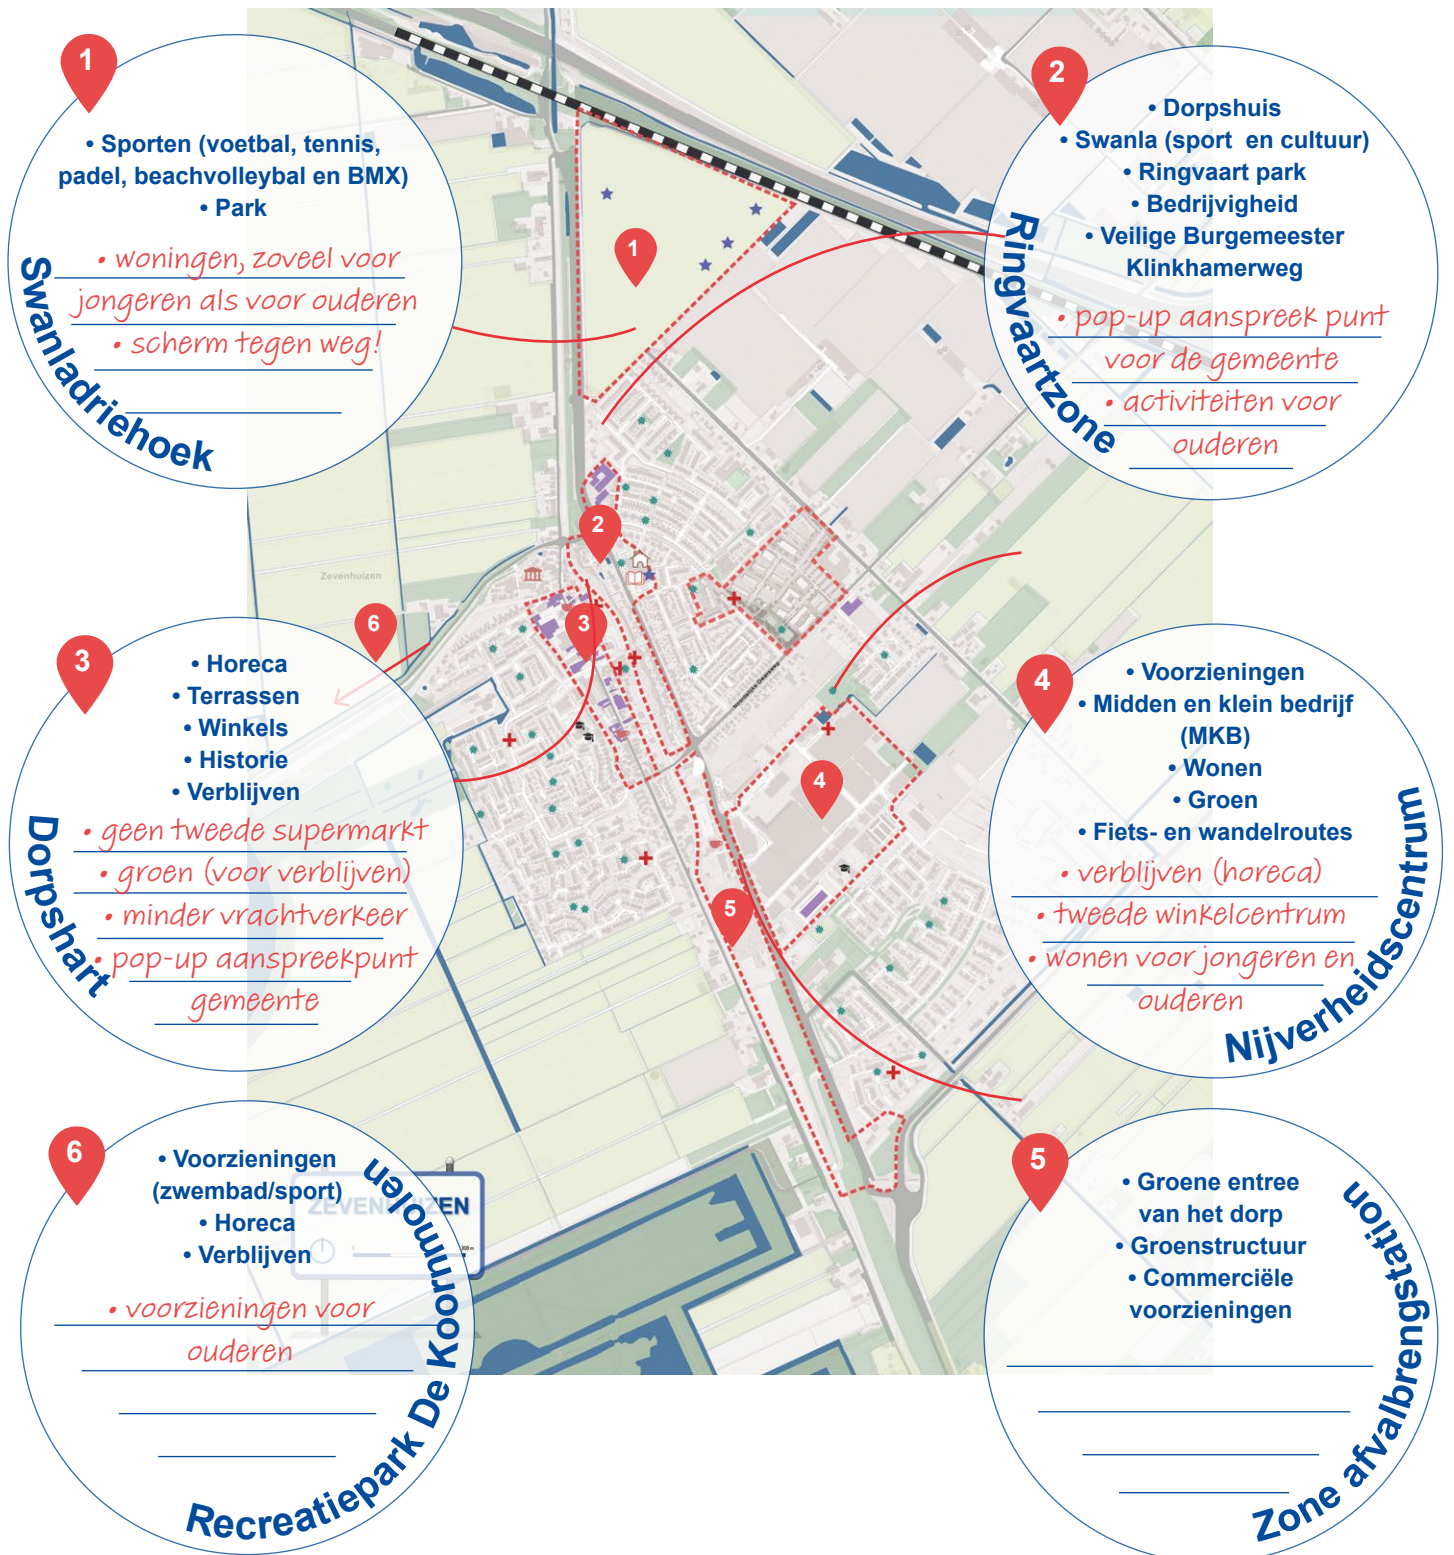 1
• Sporten (voetbal, tennis,
padel, beachvolleybal en BMX)
• Park
• woningen, zoveel voor
jongeren als voor ouderen
• scherm tegen weg!
Swanladriehoek
2
• Dorpshuis
• Swanla (sport en cultuur)
• Ringvaart park
• Bedrijvigheid
• Veilige Burgemeester
Klinkhamerweg
• pop-up aanspreek punt
voor de gemeente
• activiteiten voor
ouderen
Ringvaartzone
1
2
3
4
5
6
Zevenhuizen
Noordelijke Dwarsweg
3
• Horeca
• Terrassen
• Winkels
• Historie
• Verblijven
• geen tweede supermarkt
• groen (voor verblijven)
• minder vrachtverkeer
• pop-up aanspreekpunt
gemeente
Dorpshart
4
• Voorzieningen
• Midden en klein bedrijf
(MKB)
• Wonen
• Groen
• Fiets- en wandelroutes
• verblijven (horeca)
• tweede winkelcentrum
• wonen voor jongeren en
ouderen
Nijverheidscentrum
6
• Voorzieningen
(zwembad/sport)
• Horeca
• Verblijven
• voorzieningen voor
ouderen
Recreatiepark De Koornmolen
ZEVENHUIZEN
5
• Groene entree
van het dorp
• Groenstructuur
• Commerciële
voorzieningen
Zone afvalbrengstation